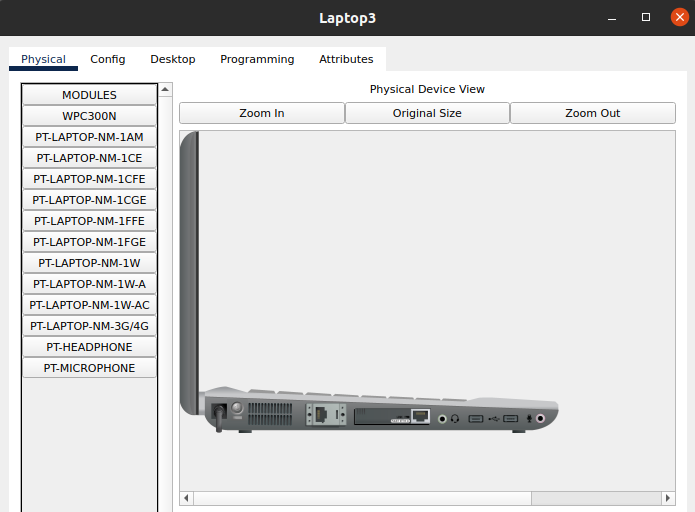 Laptop3
Physical Config Desktop Programming Attributes
MODULES
WPC300N
PT-LAPTOP-NM-1AM
PT-LAPTOP-NM-1CE
PT-LAPTOP-NM-1CFE
PT-LAPTOP-NM-1CGE
PT-LAPTOP-NM-1FFE
PT-LAPTOP-NM-1FGE
PT-LAPTOP-NM-1W
PT-LAPTOP-NM-1W-A
PT-LAPTOP-NM-1W-AC
PT-LAPTOP-NM-3G/4G
PT-HEADPHONE
PT-MICROPHONE
Physical Device View
Zoom In Original Size Zoom Out